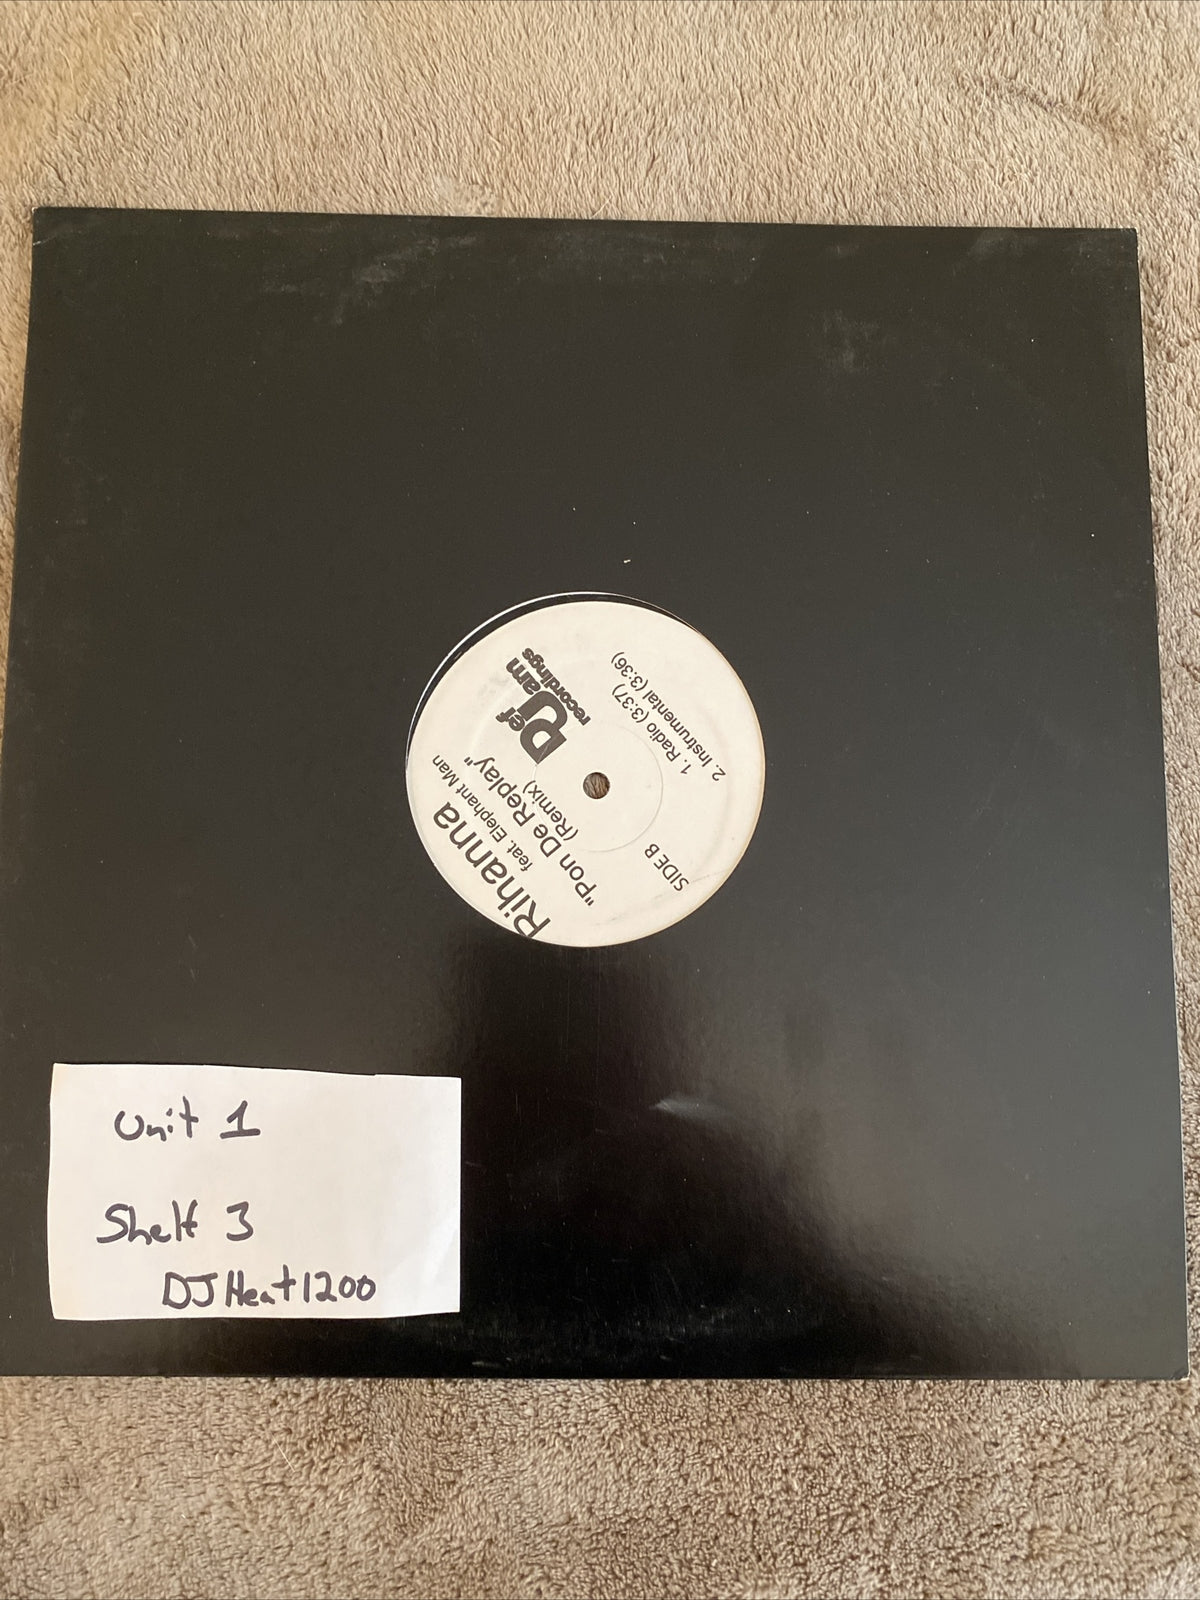 Rihanna
feat. Elephant Man
"Pon De Replay"
(Remix)
Def
Jam
recordings
SIDE B
1. Radio (3:37)
2. Instrumental (3:36)
Unit 1
Shelf 3
DJHeat1200